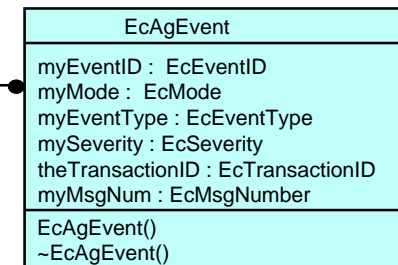 EcAgEvent
myEventID : EcEventID
myMode : EcMode
myEventType : EcEventType
mySeverity : EcSeverity
theTransactionID : EcTransactionID
myMsgNum : EcMsgNumber
EcAgEvent()
~EcAgEvent()